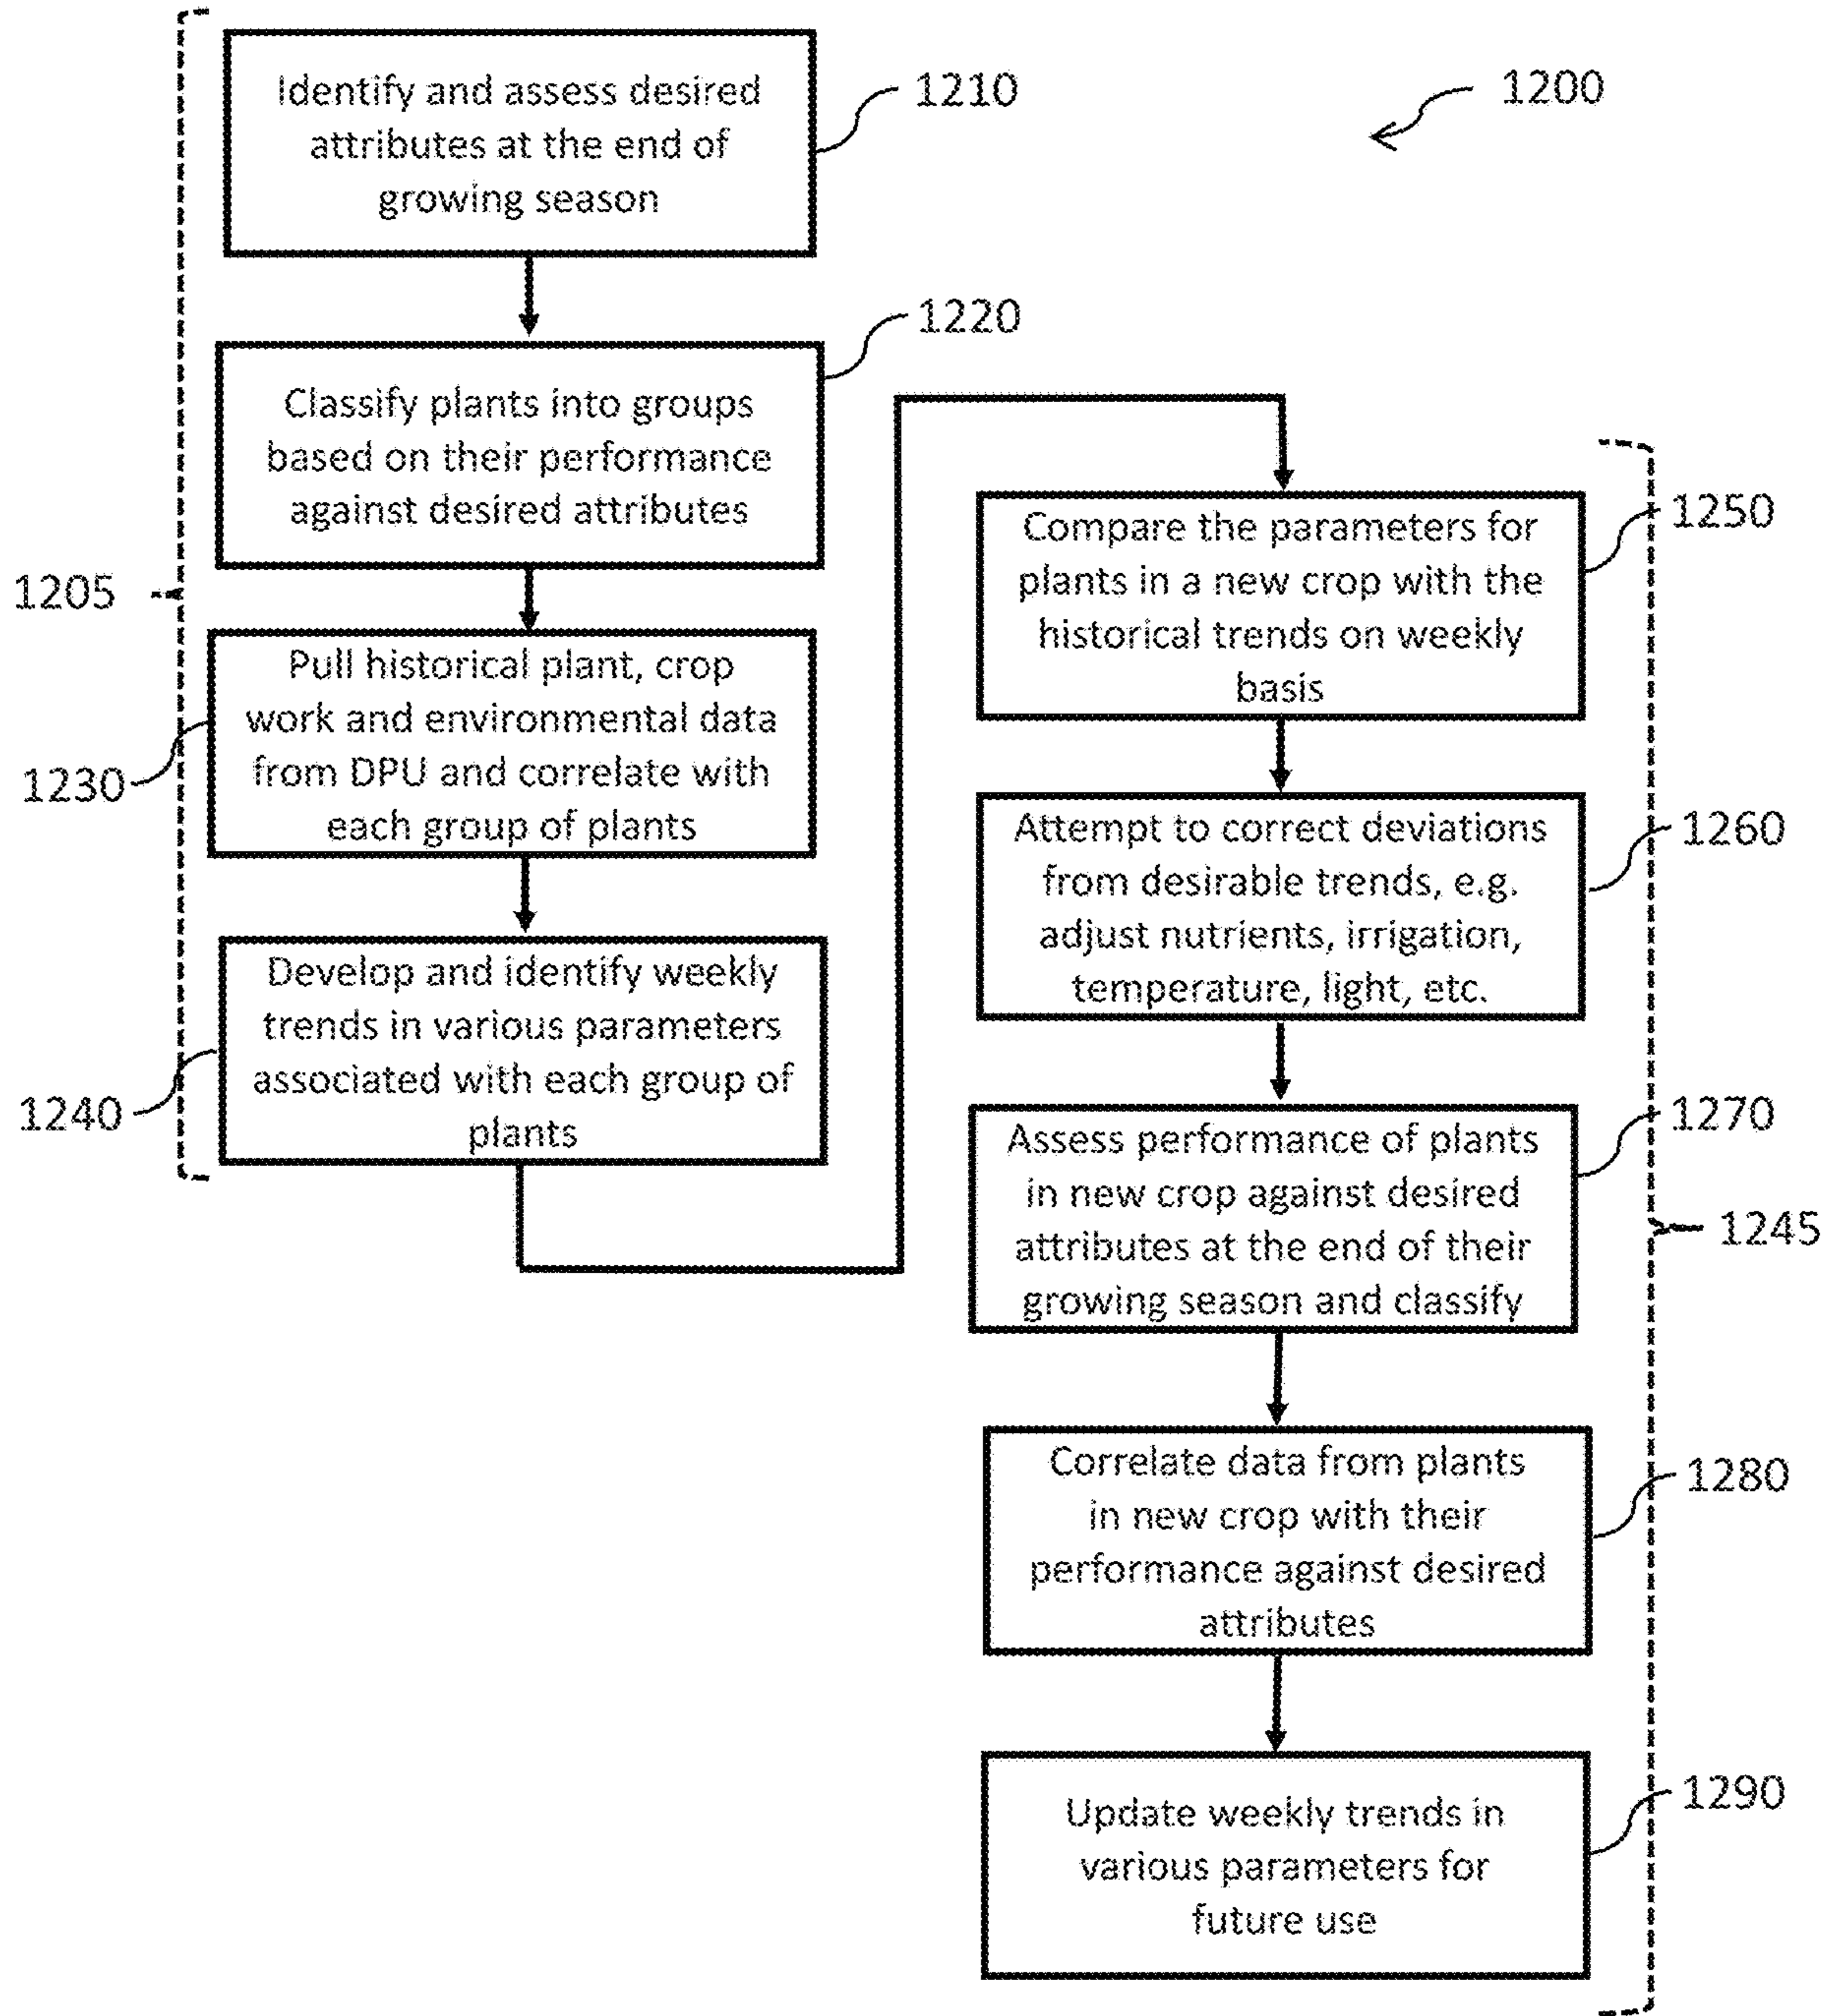 1200
1205
Identify and assess desired
attributes at the end of
growing season
1210
Classify plants into groups
based on their performance
against desired attributes
1220
Pull historical plant, crop
work and environmental data
from DPU and correlate with
each group of plants
1230
Develop and identify weekly
trends in various parameters
associated with each group of
plants
1240
Compare the parameters for
plants in a new crop with the
historical trends on weekly
basis
1250
Attempt to correct deviations
from desirable trends, e.g.
adjust nutrients, irrigation,
temperature, light, etc.
1260
Assess performance of plants
in new crop against desired
attributes at the end of their
growing season and classify
1270
1245
Correlate data from plants
in new crop with their
performance against desired
attributes
1280
Update weekly trends in
various parameters for
future use
1290